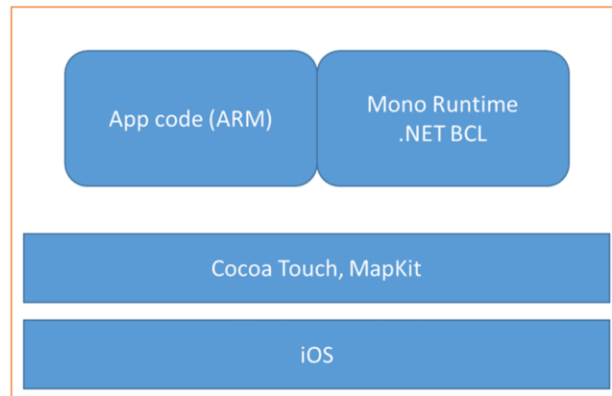 App code (ARM)
Mono Runtime
.NET BCL
Cocoa Touch, MapKit
iOS